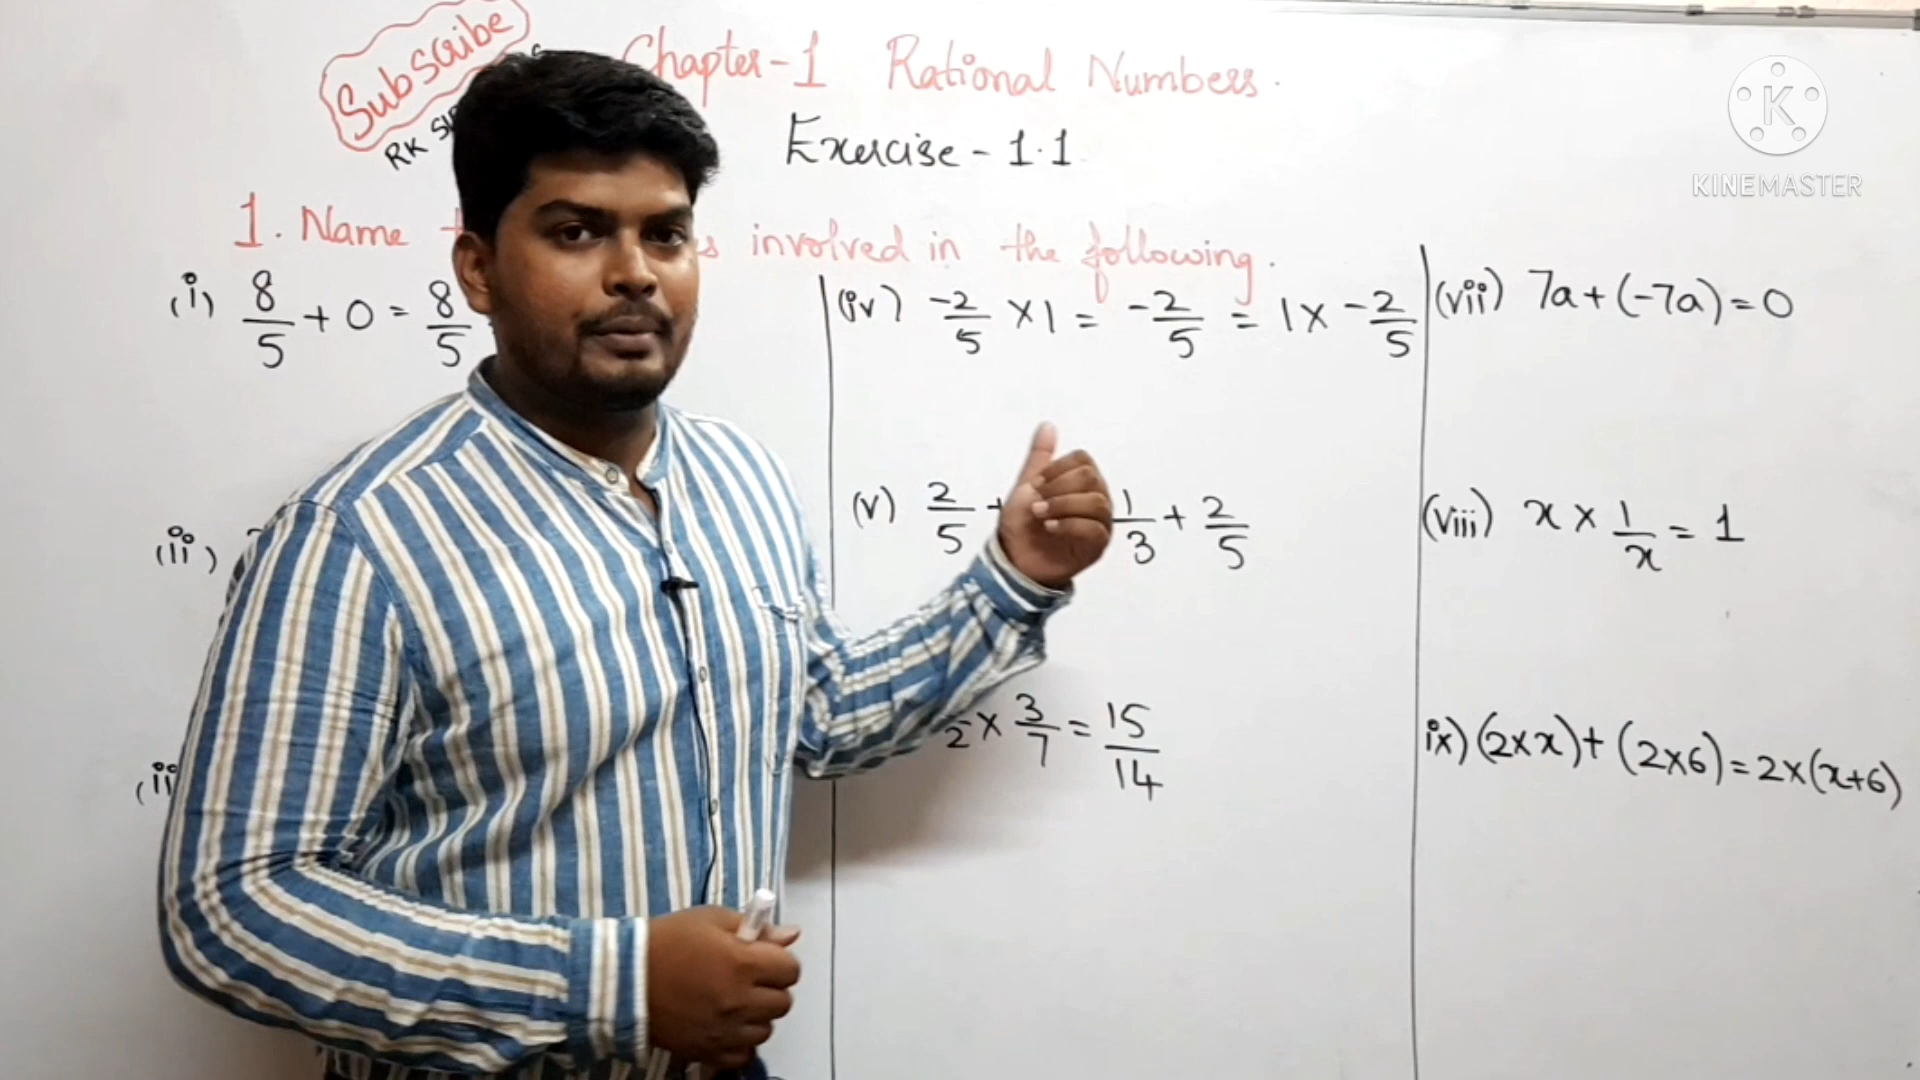 Subscribe
RK
Chapter-1 Rational Numbers.
Exercise - 1.1
1. Name involved in the following.
(i) 8/5 + 0 = 8/5
(ii)
(iv) -2/5 × 1 = -2/5 = 1 × -2/5
(v) 2/5 + 1/3 + 2/5
2 × 3/7 = 15/14
(vii) 7a + (-7a) = 0
(viii) x × 1/x = 1
ix) (2×x) + (2×6) = 2×(x+6)
K
KINEMASTER